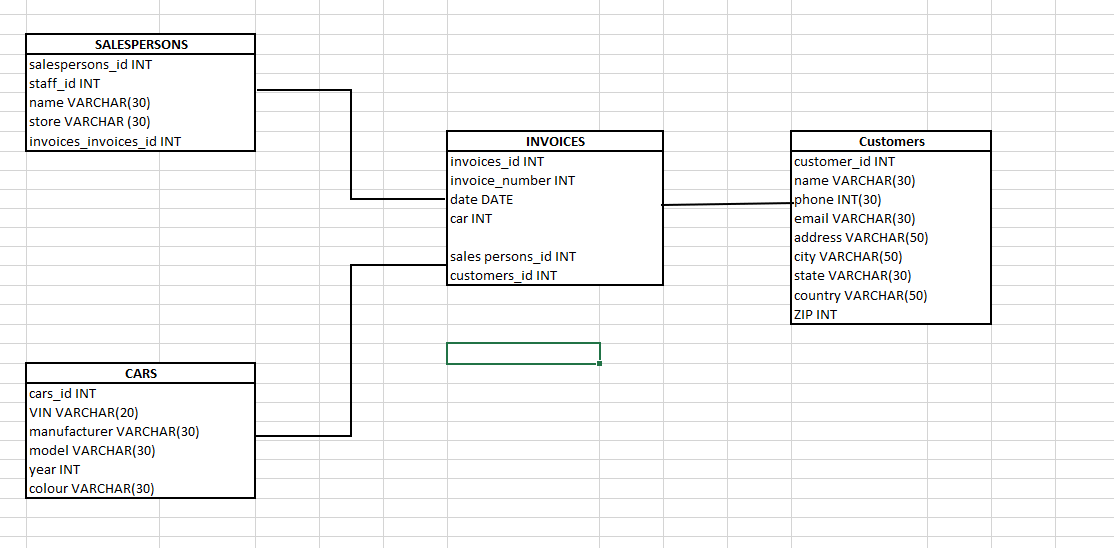 SALESPERSONS
salespersons_id INT
staff_id INT
name VARCHAR(30)
store VARCHAR (30)
invoices_invoices_id INT
INVOICES
invoices_id INT
invoice_number INT
date DATE
car INT
sales persons_id INT
customers_id INT
Customers
customer_id INT
name VARCHAR(30)
phone INT(30)
email VARCHAR(30)
address VARCHAR(50)
city VARCHAR(50)
state VARCHAR(30)
country VARCHAR(50)
ZIP INT
CARS
cars_id INT
VIN VARCHAR(20)
manufacturer VARCHAR(30)
model VARCHAR(30)
year INT
colour VARCHAR(30)